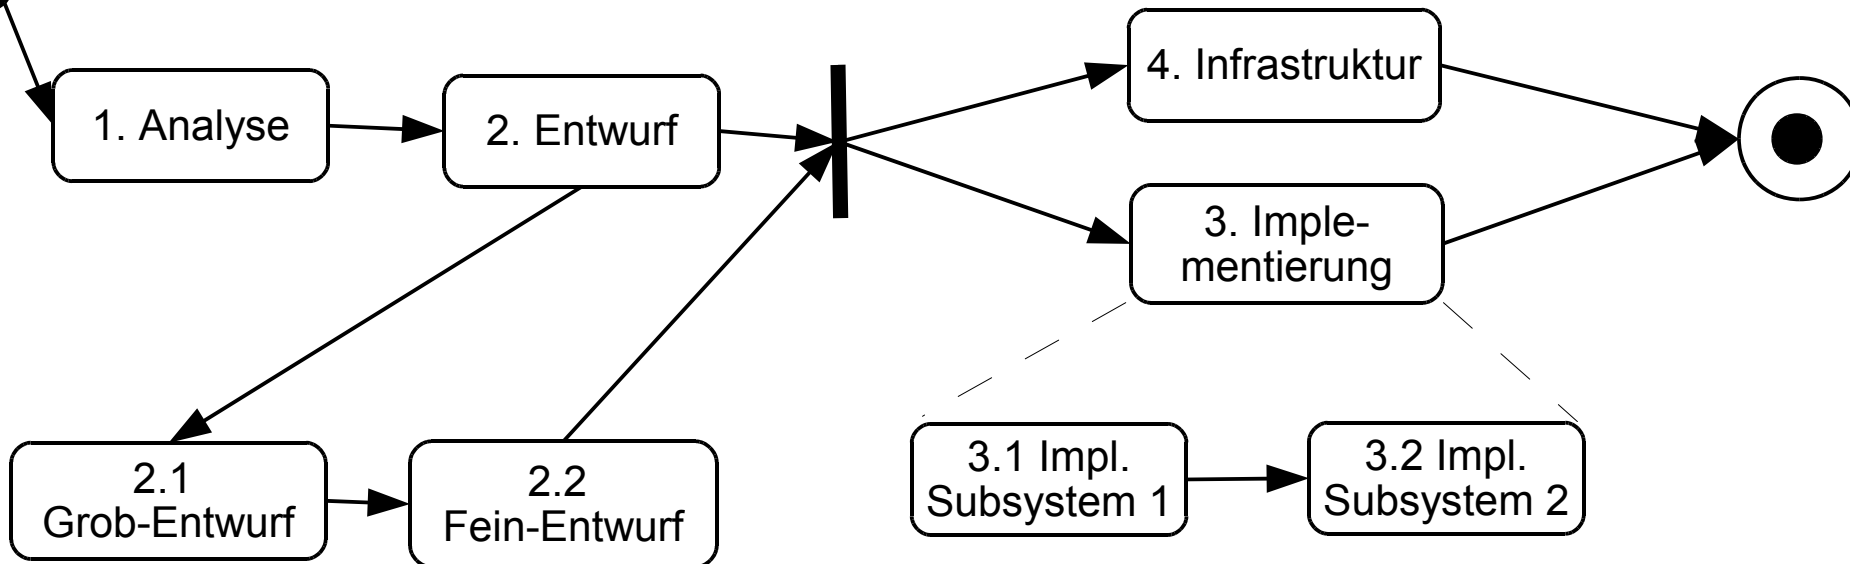 1. Analyse
2. Entwurf
4. Infrastruktur
3. Imple-
mentierung
2.1
Grob-Entwurf
2.2
Fein-Entwurf
3.1 Impl.
Subsystem 1
3.2 Impl.
Subsystem 2